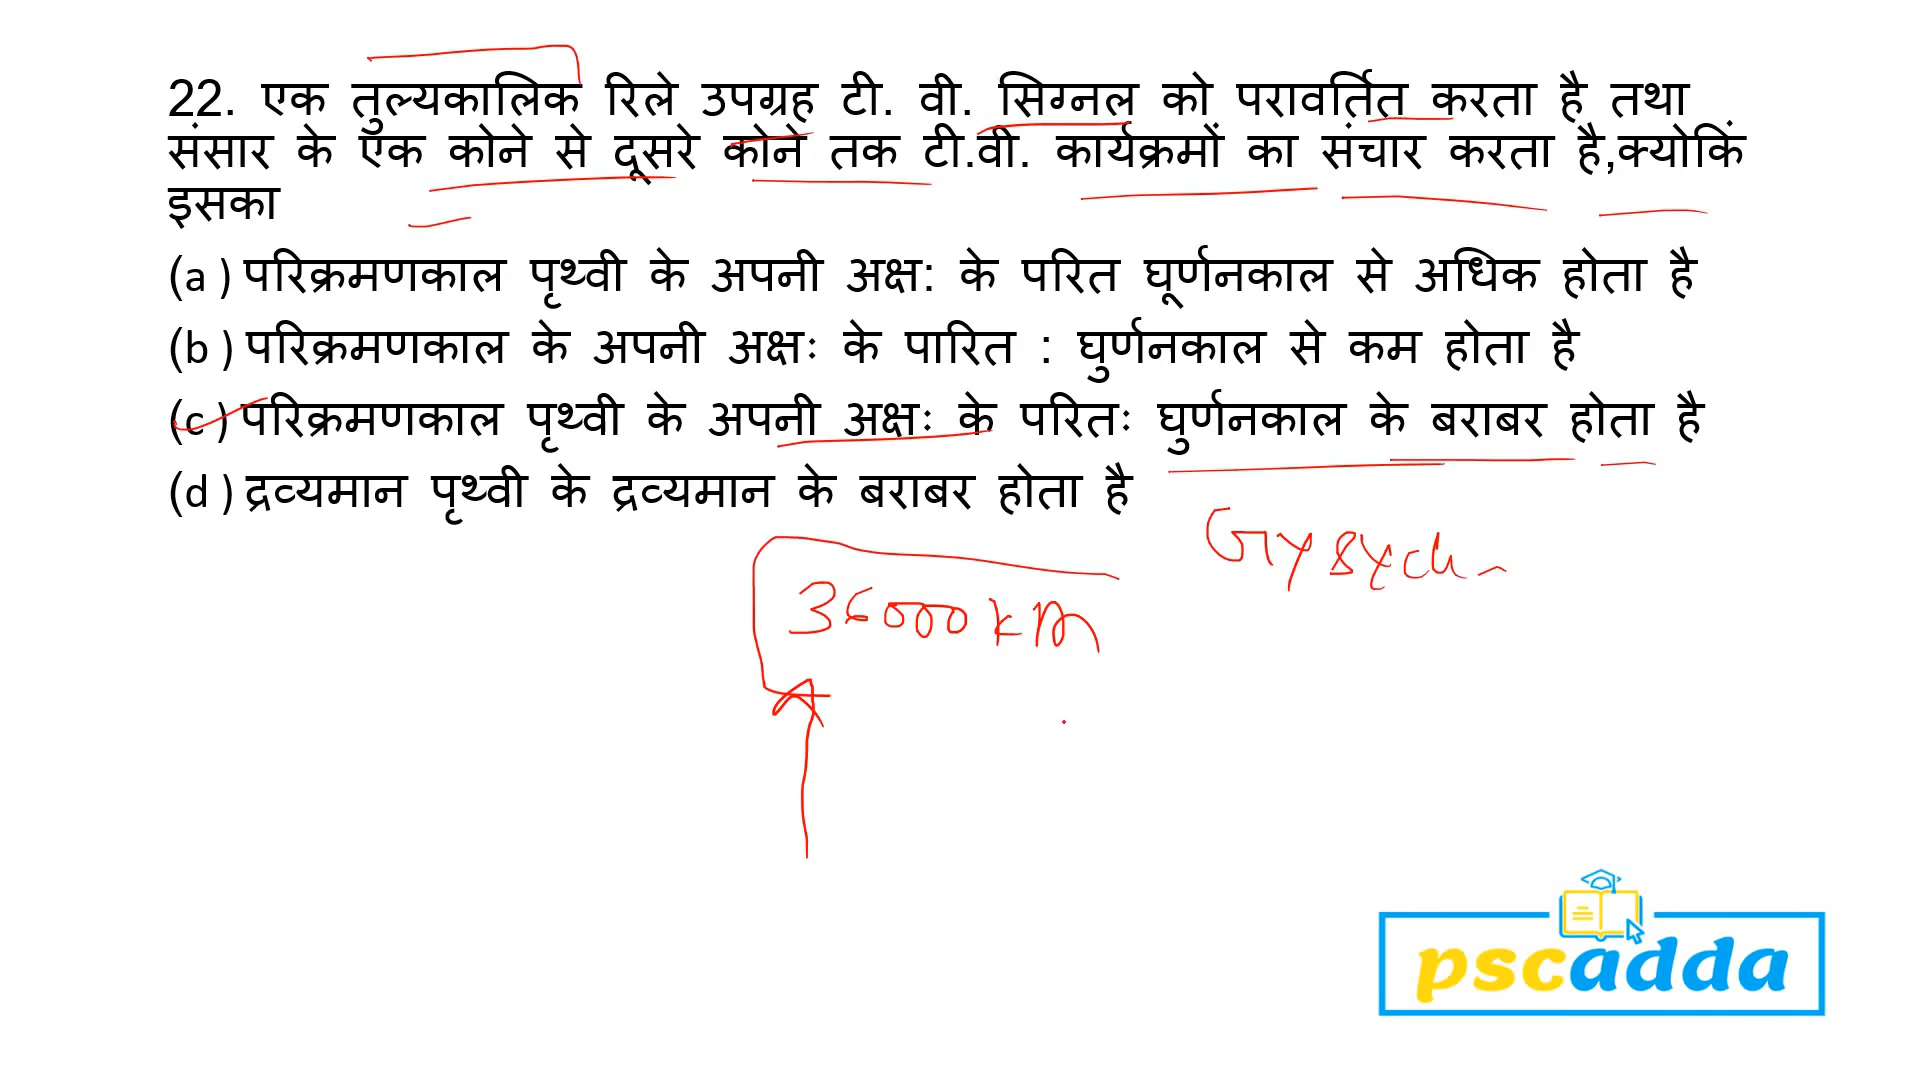 22. एक तुल्यकालिक रिले उपग्रह टी. वी. सिग्नल को परावर्तित करता है तथा
संसार के एक कोने से दूसरे कोने तक टी.वी. कार्यक्रमों का संचार करता है,क्योकिं
इसका
(a ) परिक्रमणकाल पृथ्वी के अपनी अक्ष: के परित घूर्णनकाल से अधिक होता है
(b ) परिक्रमणकाल के अपनी अक्षः के पारित : घुर्णनकाल से कम होता है
(c ) परिक्रमणकाल पृथ्वी के अपनी अक्षः के परितः घुर्णनकाल के बराबर होता है
(d ) द्रव्यमान पृथ्वी के द्रव्यमान के बराबर होता है
36000 km
pscadda